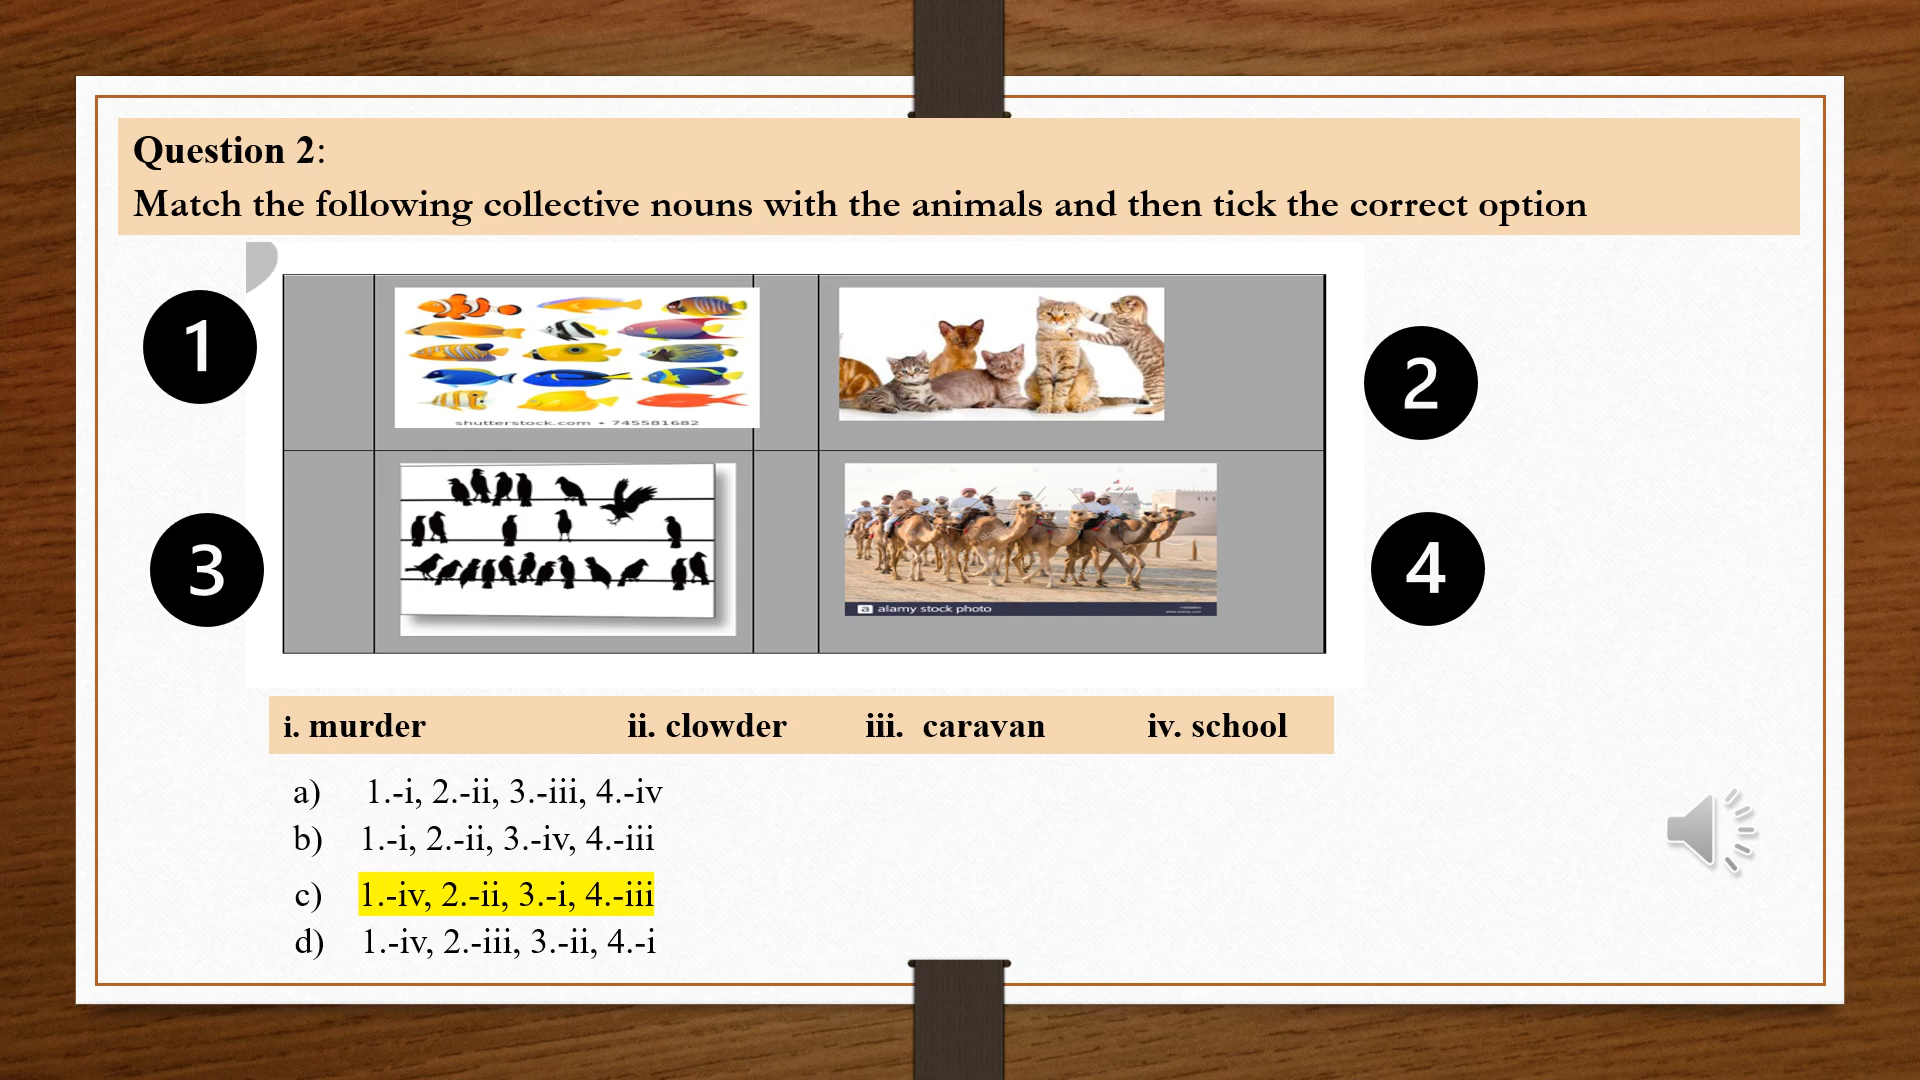 Question 2:
Match the following collective nouns with the animals and then tick the correct option
1
2
shutterstock.com • 745581682
3
4
a alamy stock photo
i. murder ii. clowder iii. caravan iv. school
a) 1.-i, 2.-ii, 3.-iii, 4.-iv
b) 1.-i, 2.-ii, 3.-iv, 4.-iii
c) 1.-iv, 2.-ii, 3.-i, 4.-iii
d) 1.-iv, 2.-iii, 3.-ii, 4.-i